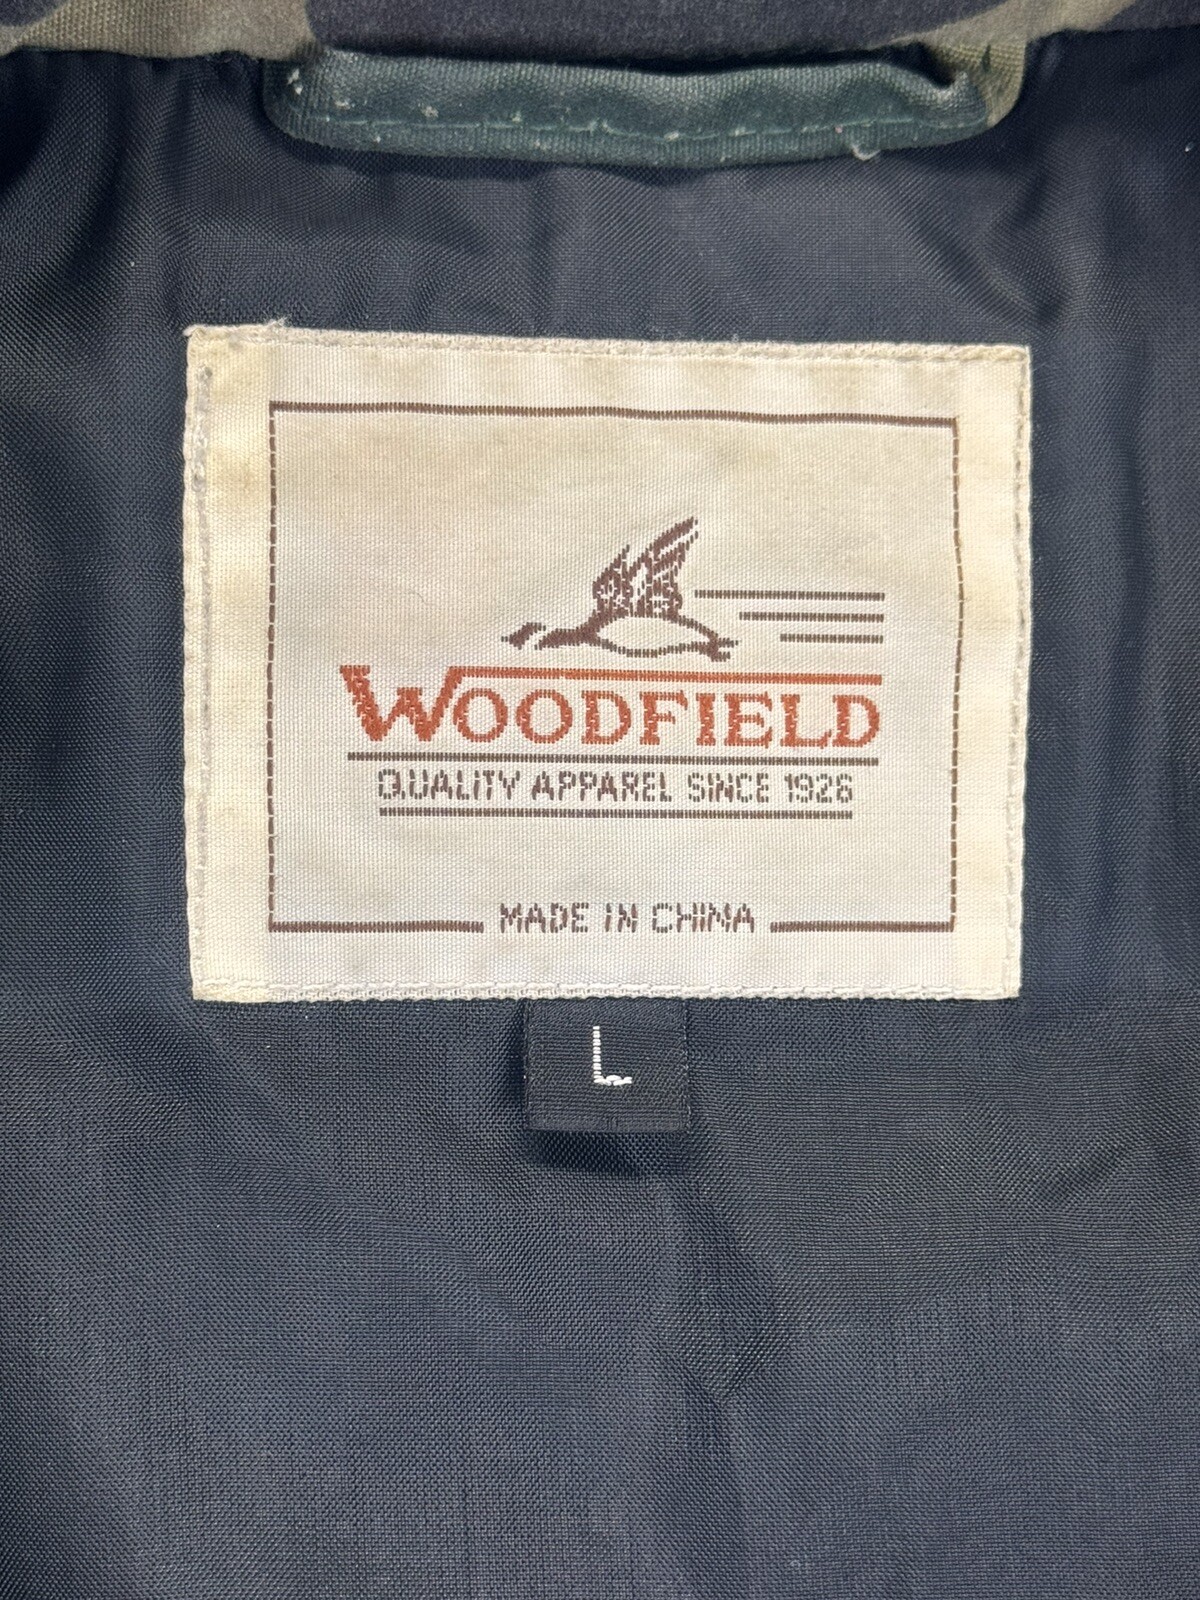 WOODFIELD
QUALITY APPAREL SINCE 1926
MADE IN CHINA
L